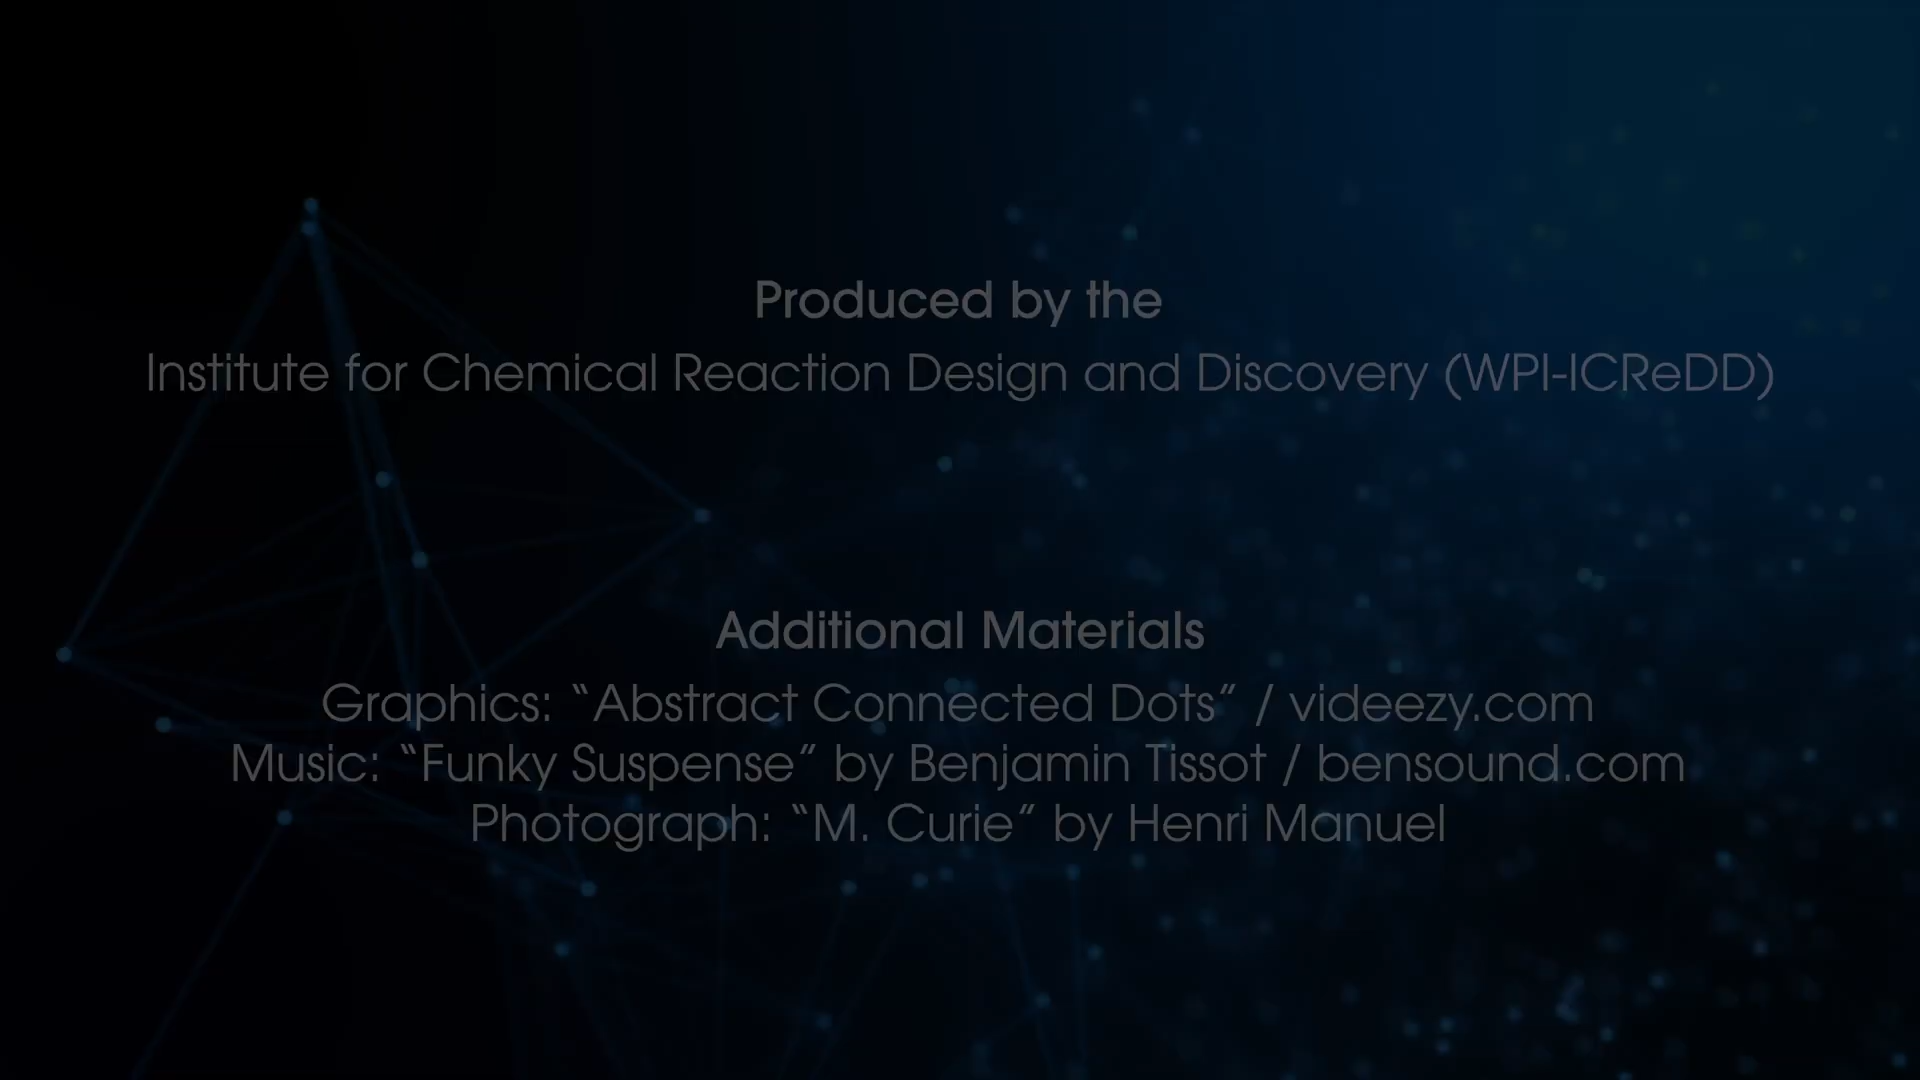 Produced by the
Institute for Chemical Reaction Design and Discovery (WPI-ICReDD)
Additional Materials
Graphics: “Abstract Connected Dots” / videezy.com
Music: “Funky Suspense” by Benjamin Tissot / bensound.com
Photograph: “M. Curie” by Henri Manuel